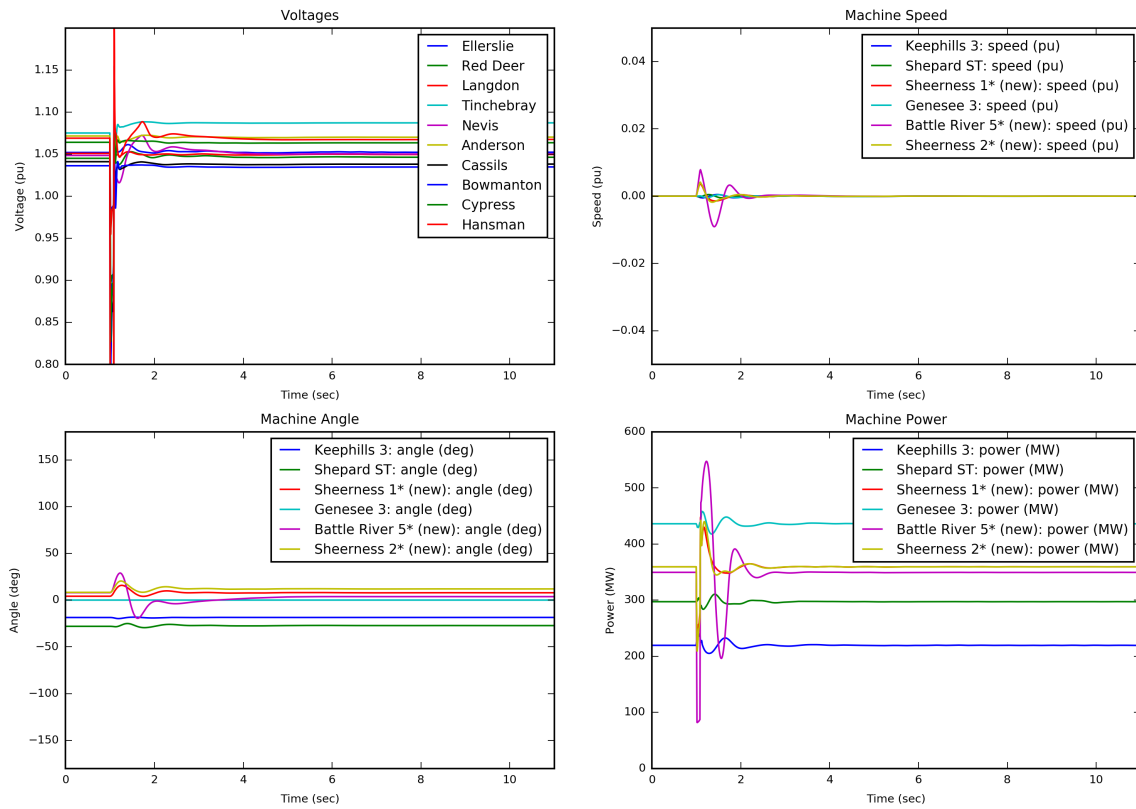 Voltages
1.15
1.10
1.05
1.00
0.95
0.90
0.85
0.80
Voltage (pu)
0
2
4
6
8
10
Time (sec)
Ellerslie
Red Deer
Langdon
Tinchebray
Nevis
Anderson
Cassils
Bowmanton
Cypress
Hansman
Machine Speed
0.04
0.02
0.00
−0.02
−0.04
Speed (pu)
0
2
4
6
8
10
Time (sec)
Keephills 3: speed (pu)
Shepard ST: speed (pu)
Sheerness 1* (new): speed (pu)
Genesee 3: speed (pu)
Battle River 5* (new): speed (pu)
Sheerness 2* (new): speed (pu)
Machine Angle
150
100
50
0
−50
−100
−150
Angle (deg)
0
2
4
6
8
10
Time (sec)
Keephills 3: angle (deg)
Shepard ST: angle (deg)
Sheerness 1* (new): angle (deg)
Genesee 3: angle (deg)
Battle River 5* (new): angle (deg)
Sheerness 2* (new): angle (deg)
Machine Power
600
500
400
300
200
100
0
Power (MW)
0
2
4
6
8
10
Time (sec)
Keephills 3: power (MW)
Shepard ST: power (MW)
Sheerness 1* (new): power (MW)
Genesee 3: power (MW)
Battle River 5* (new): power (MW)
Sheerness 2* (new): power (MW)